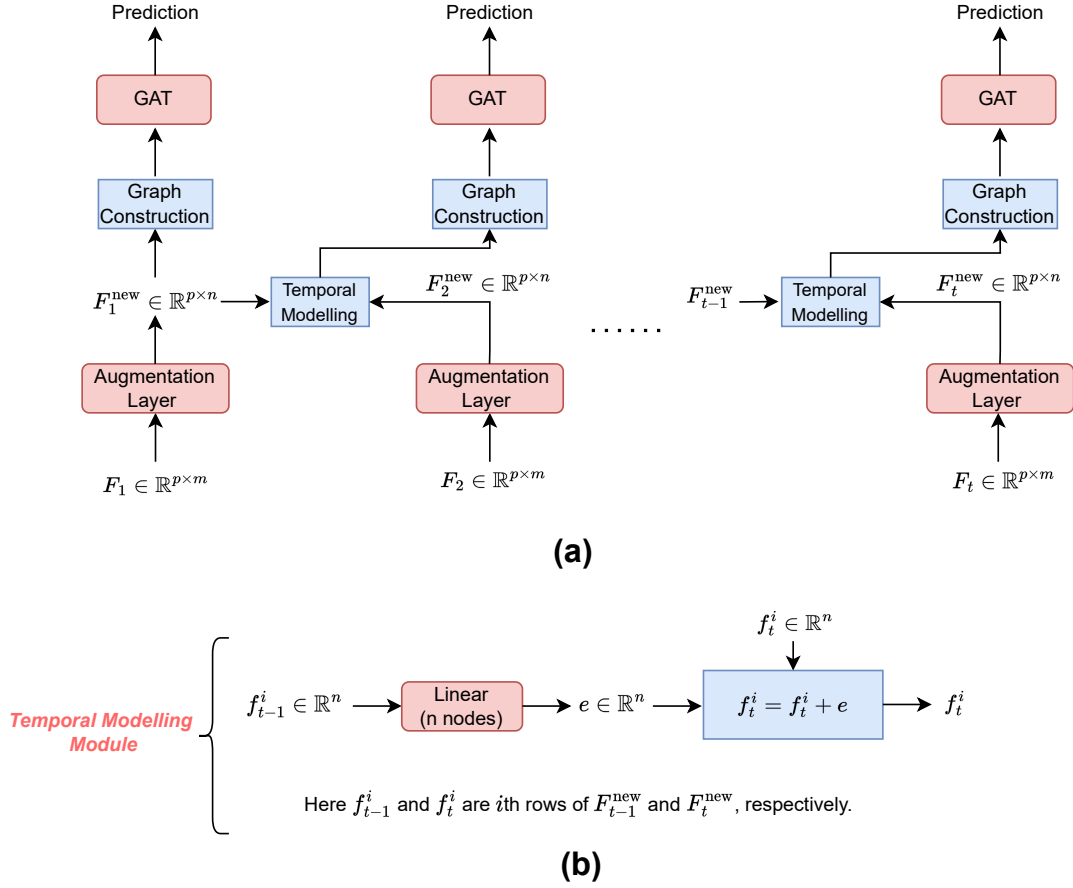 Prediction Prediction Prediction
GAT GAT GAT
Graph Construction
Graph Construction
Graph Construction
F_1^{new} ∈ ℝ^{p×n}
Temporal Modelling
F_2^{new} ∈ ℝ^{p×n}
......
F_{t-1}^{new}
Temporal Modelling
F_t^{new} ∈ ℝ^{p×n}
Augmentation Layer
Augmentation Layer
Augmentation Layer
F_1 ∈ ℝ^{p×m}
F_2 ∈ ℝ^{p×m}
F_t ∈ ℝ^{p×m}
(a)
Temporal Modelling
Module
f_{t-1}^i ∈ ℝ^n
Linear
(n nodes)
e ∈ ℝ^n
f_t^i ∈ ℝ^n
f_t^i = f_t^i + e
f_t^i
Here f_{t-1}^i and f_t^i are ith rows of F_{t-1}^{new} and F_t^{new}, respectively.
(b)